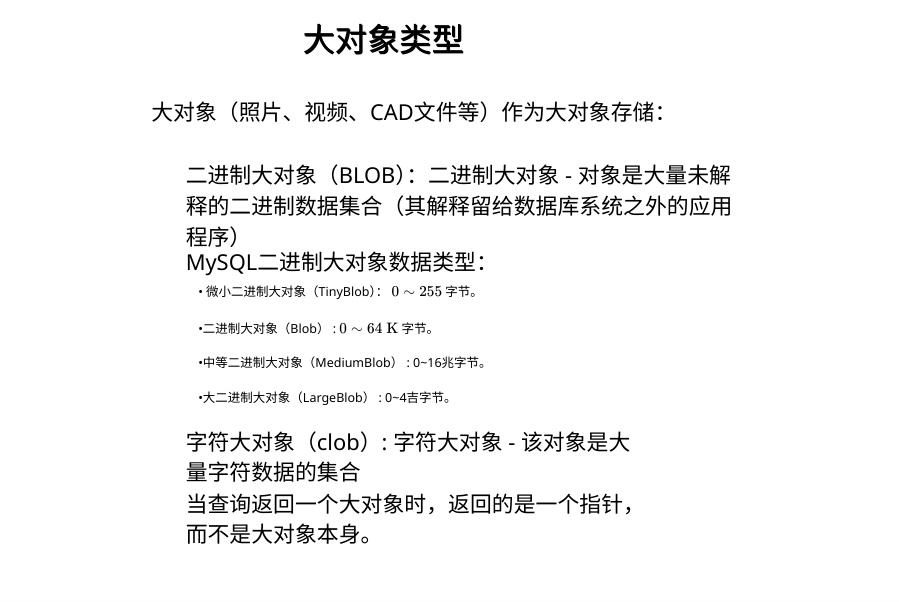 大对象类型
大对象（照片、视频、CAD文件等）作为大对象存储：
二进制大对象（BLOB）：二进制大对象 - 对象是大量未解
释的二进制数据集合（其解释留给数据库系统之外的应用
程序）
MySQL二进制大对象数据类型：
• 微小二进制大对象（TinyBlob）： 0 ∼ 255 字节。
•二进制大对象（Blob）：0 ∼ 64 K 字节。
•中等二进制大对象（MediumBlob）：0~16兆字节。
•大二进制大对象（LargeBlob）：0~4吉字节。
字符大对象（clob）: 字符大对象 - 该对象是大
量字符数据的集合
当查询返回一个大对象时，返回的是一个指针，
而不是大对象本身。